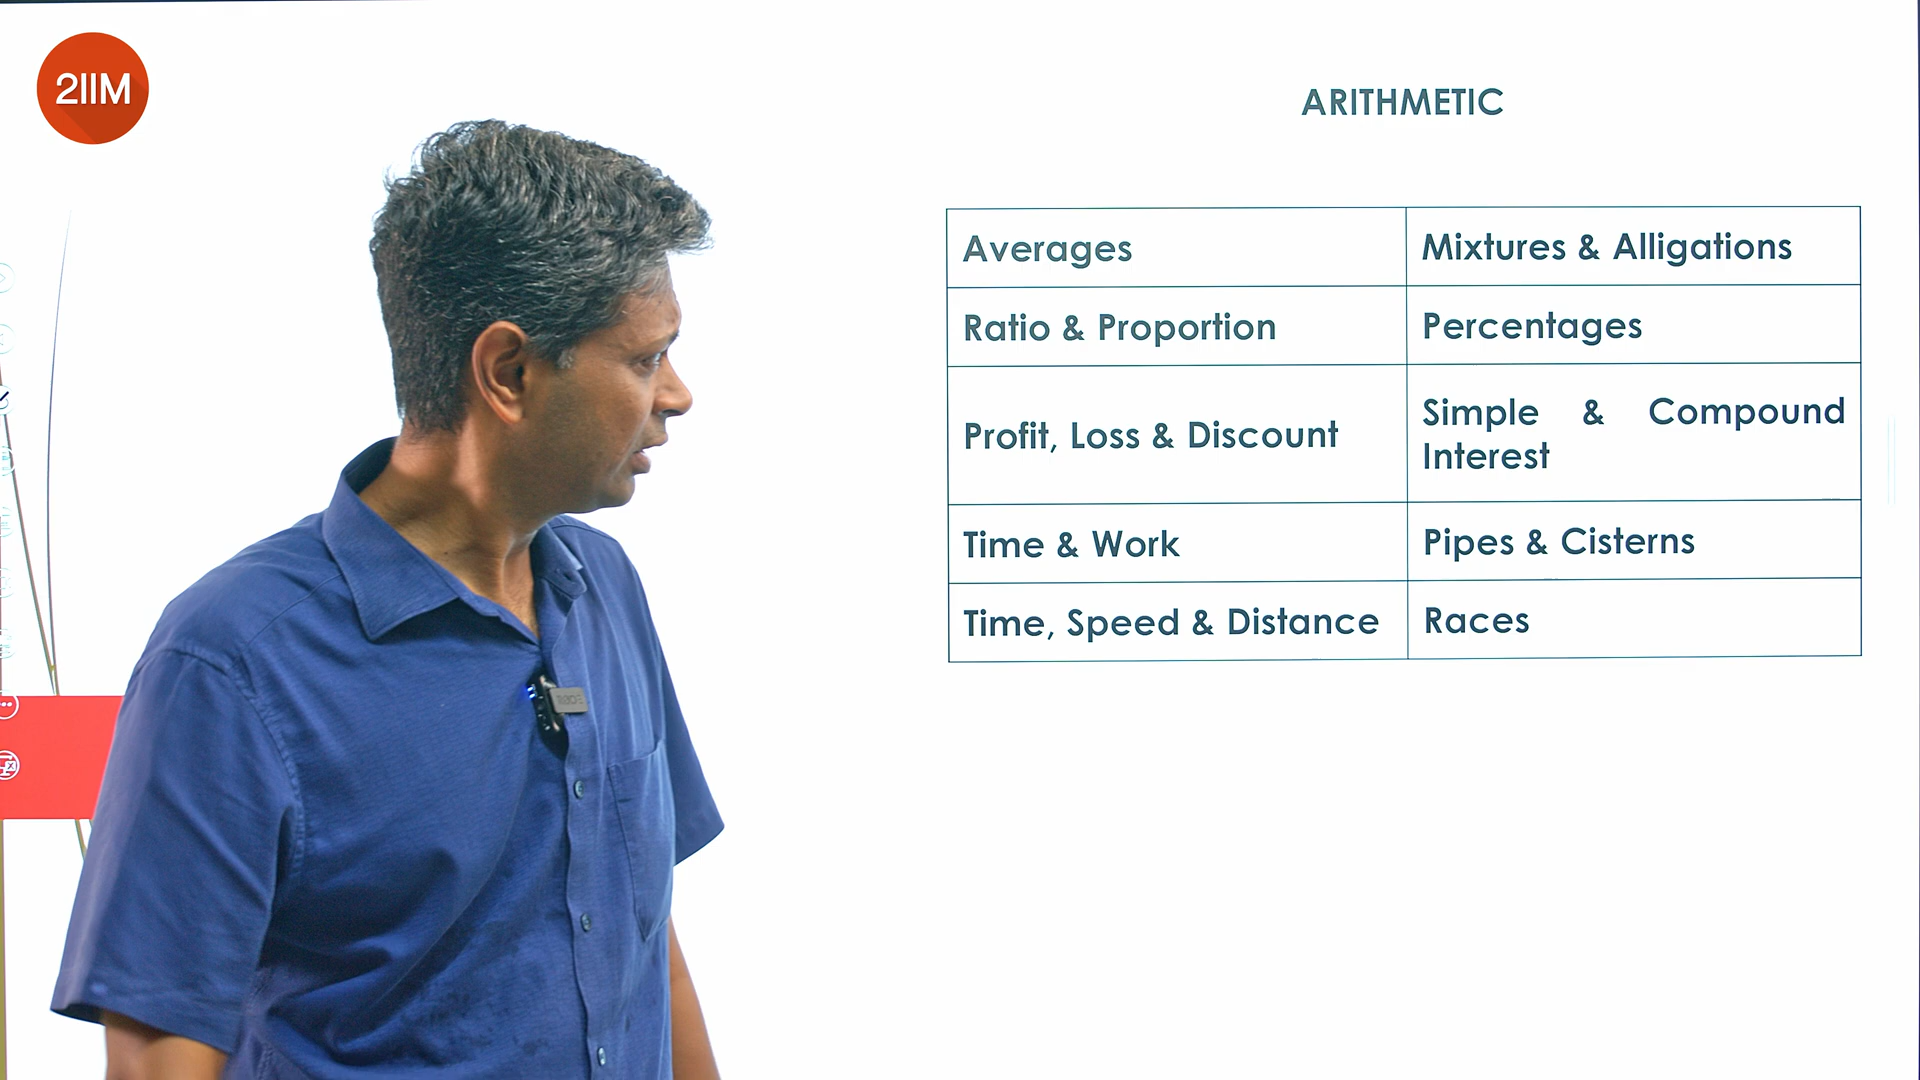 2IIM
ARITHMETIC
Averages
Mixtures & Alligations
Ratio & Proportion
Percentages
Profit, Loss & Discount
Simple & Compound
Interest
Time & Work
Pipes & Cisterns
Time, Speed & Distance
Races